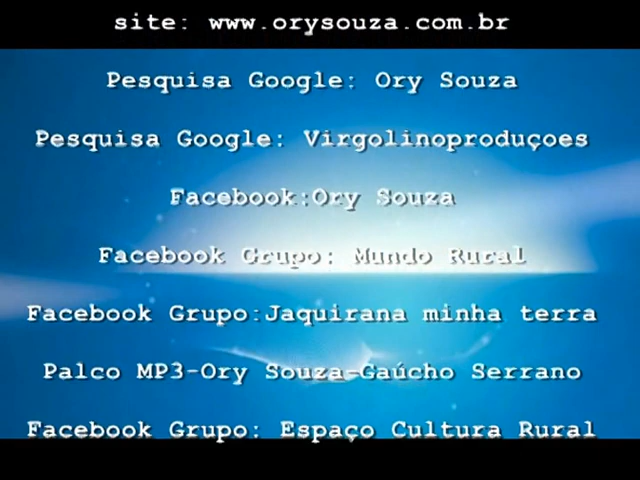 site: www.orysouza.com.br
Pesquisa Google: Ory Souza
Pesquisa Google: Virgolinoproduçoes
Facebook:Ory Souza
Facebook Grupo: Mundo Rural
Facebook Grupo:Jaquirana minha terra
Palco MP3-Ory Souza-Gaúcho Serrano
Facebook Grupo: Espaço Cultura Rural